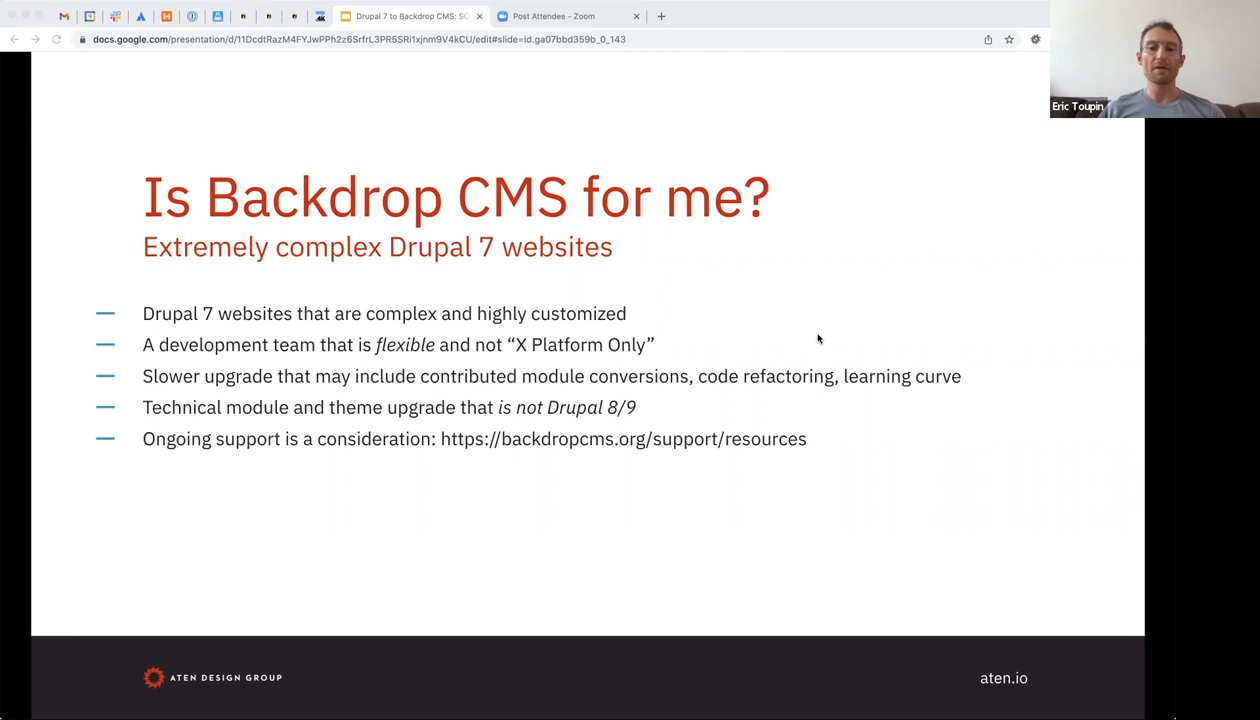 Drupal 7 to Backdrop CMS: SC
Post Attendee - Zoom
docs.google.com/presentation/d/11DcdtRazM4FYJwPPh2z6SrfrL3PR5SRi1xjnm9V4kCU/edit#slide=id.ga07bbd359b_0_143
Eric Toupin
Is Backdrop CMS for me?
Extremely complex Drupal 7 websites
— Drupal 7 websites that are complex and highly customized
— A development team that is flexible and not “X Platform Only”
— Slower upgrade that may include contributed module conversions, code refactoring, learning curve
— Technical module and theme upgrade that is not Drupal 8/9
— Ongoing support is a consideration: https://backdropcms.org/support/resources
ATEN DESIGN GROUP
aten.io